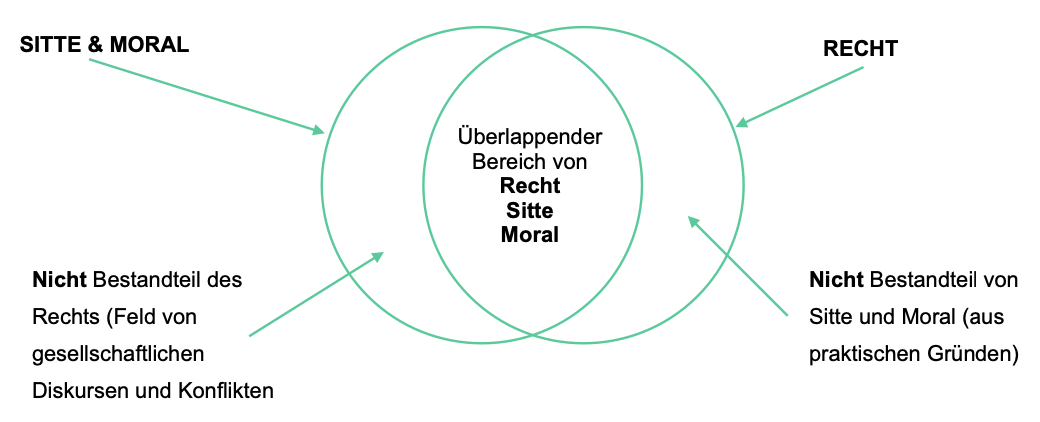 SITTE & MORAL
RECHT
Überlappender
Bereich von
Recht
Sitte
Moral
Nicht Bestandteil des
Rechts (Feld von
gesellschaftlichen
Diskursen und Konflikten
Nicht Bestandteil von
Sitte und Moral (aus
praktischen Gründen)